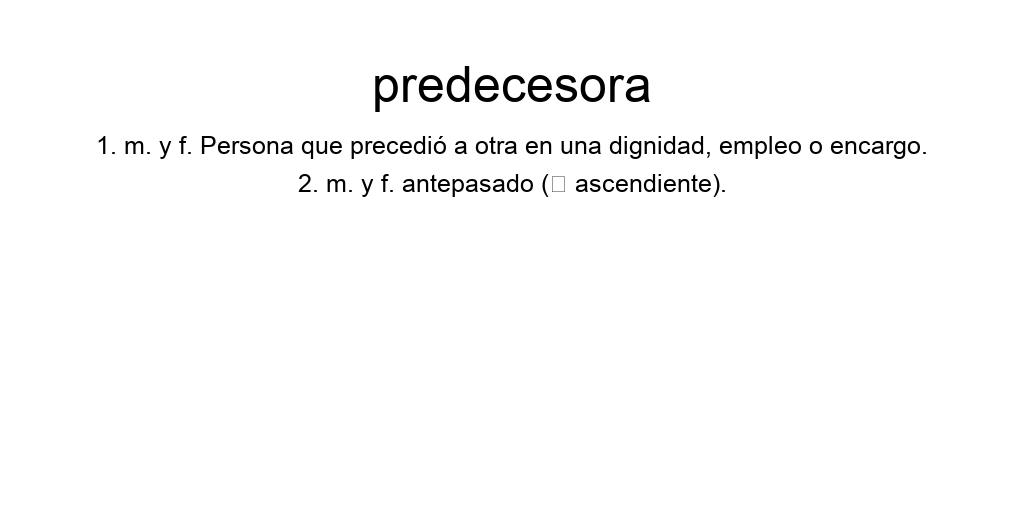 predecesora
1. m. y f. Persona que precedió a otra en una dignidad, empleo o encargo.
2. m. y f. antepasado (□ ascendiente).